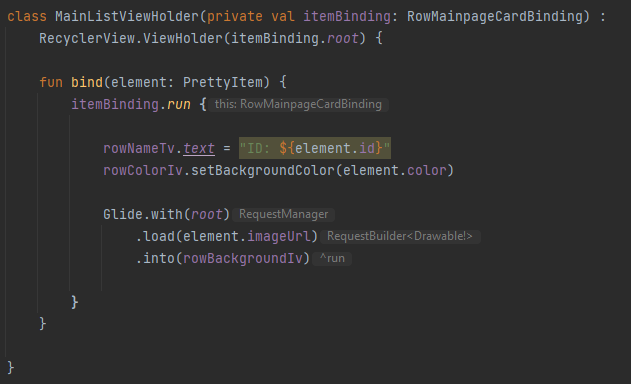 class MainListViewHolder(private val itemBinding: RowMainpageCardBinding) :
    RecyclerView.ViewHolder(itemBinding.root) {
    fun bind(element: PrettyItem) {
        itemBinding.run { this: RowMainpageCardBinding
            rowNameTv.text = "ID: ${element.id}"
            rowColorIv.setBackgroundColor(element.color)
            Glide.with(root) RequestManager
                .load(element.imageUrl) RequestBuilder<Drawable!>
                .into(rowBackgroundIv) ^run
        }
    }
}